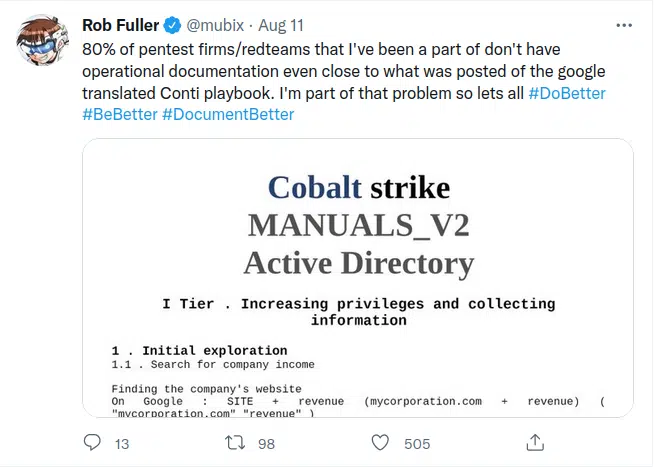 Rob Fuller @mubix · Aug 11 ...
80% of pentest firms/redteams that I've been a part of don't have
operational documentation even close to what was posted of the google
translated Conti playbook. I'm part of that problem so lets all #DoBetter
#BeBetter #DocumentBetter
Cobalt strike
MANUALS_V2
Active Directory
I Tier . Increasing privileges and collecting
information
1 . Initial exploration
1.1 . Search for company income
Finding the company's website
On Google : SITE + revenue (mycorporation.com + revenue) (
"mycorporation.com" "revenue" )
13 98 505